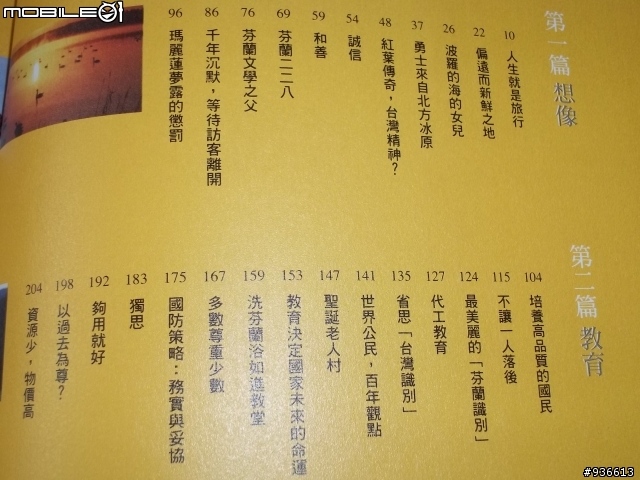 MOBILE01
第一篇 想像
10 人生就是旅行
22 偏遠而新鮮之地
26 波羅的海的女兒
37 勇士來自北方冰原
48 紅葉傳奇，台灣精神？
54 誠信
59 和善
69 芬蘭二二八
76 芬蘭文學之父
86 千年沉默，等待訪客離開
96 瑪麗蓮夢露的懲罰
第二篇 教育
104 培養高品質的國民
115 不讓一人落後
124 最美麗的「芬蘭識別」
127 代工教育
135 省思「台灣識別」
141 世界公民，百年觀點
147 聖誕老人村
153 教育決定國家未來的命運
159 洗芬蘭浴如進教堂
167 多數尊重少數
175 國防策略：務實與妥協
183 獨思
192 夠用就好
198 以過去為尊？
204 資源少，物價高
#936613